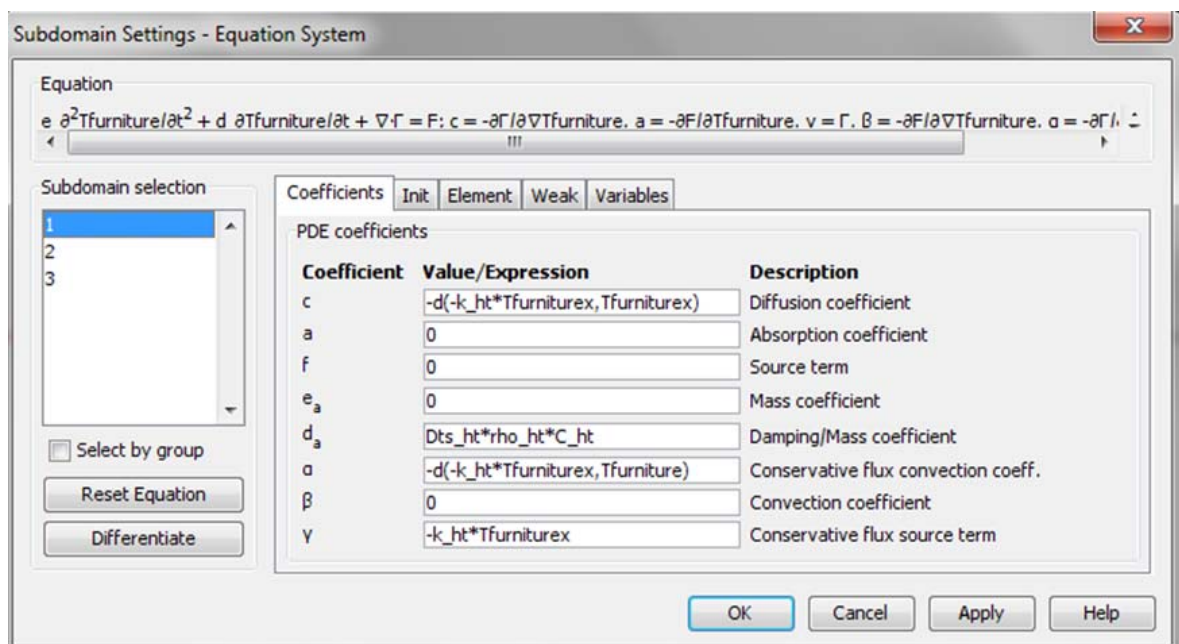 Subdomain Settings - Equation System
Equation
e ∂²Tfurniture/∂t² + d ∂Tfurniture/∂t + ∇·Γ = F; c = -∂Γ/∂∇Tfurniture, a = -∂F/∂Tfurniture, γ = Γ, β = -∂F/∂∇Tfurniture, α = -∂Γ/
Subdomain selection
1
2
3
Select by group
Reset Equation
Differentiate
Coefficients Init Element Weak Variables
PDE coefficients
Coefficient Value/Expression Description
c -d(-k_ht*Tfurniturex,Tfurniturex) Diffusion coefficient
a 0 Absorption coefficient
f 0 Source term
eₐ 0 Mass coefficient
dₐ Dts_ht*rho_ht*C_ht Damping/Mass coefficient
α -d(-k_ht*Tfurniturex,Tfurniture) Conservative flux convection coeff.
β 0 Convection coefficient
γ -k_ht*Tfurniturex Conservative flux source term
OK Cancel Apply Help